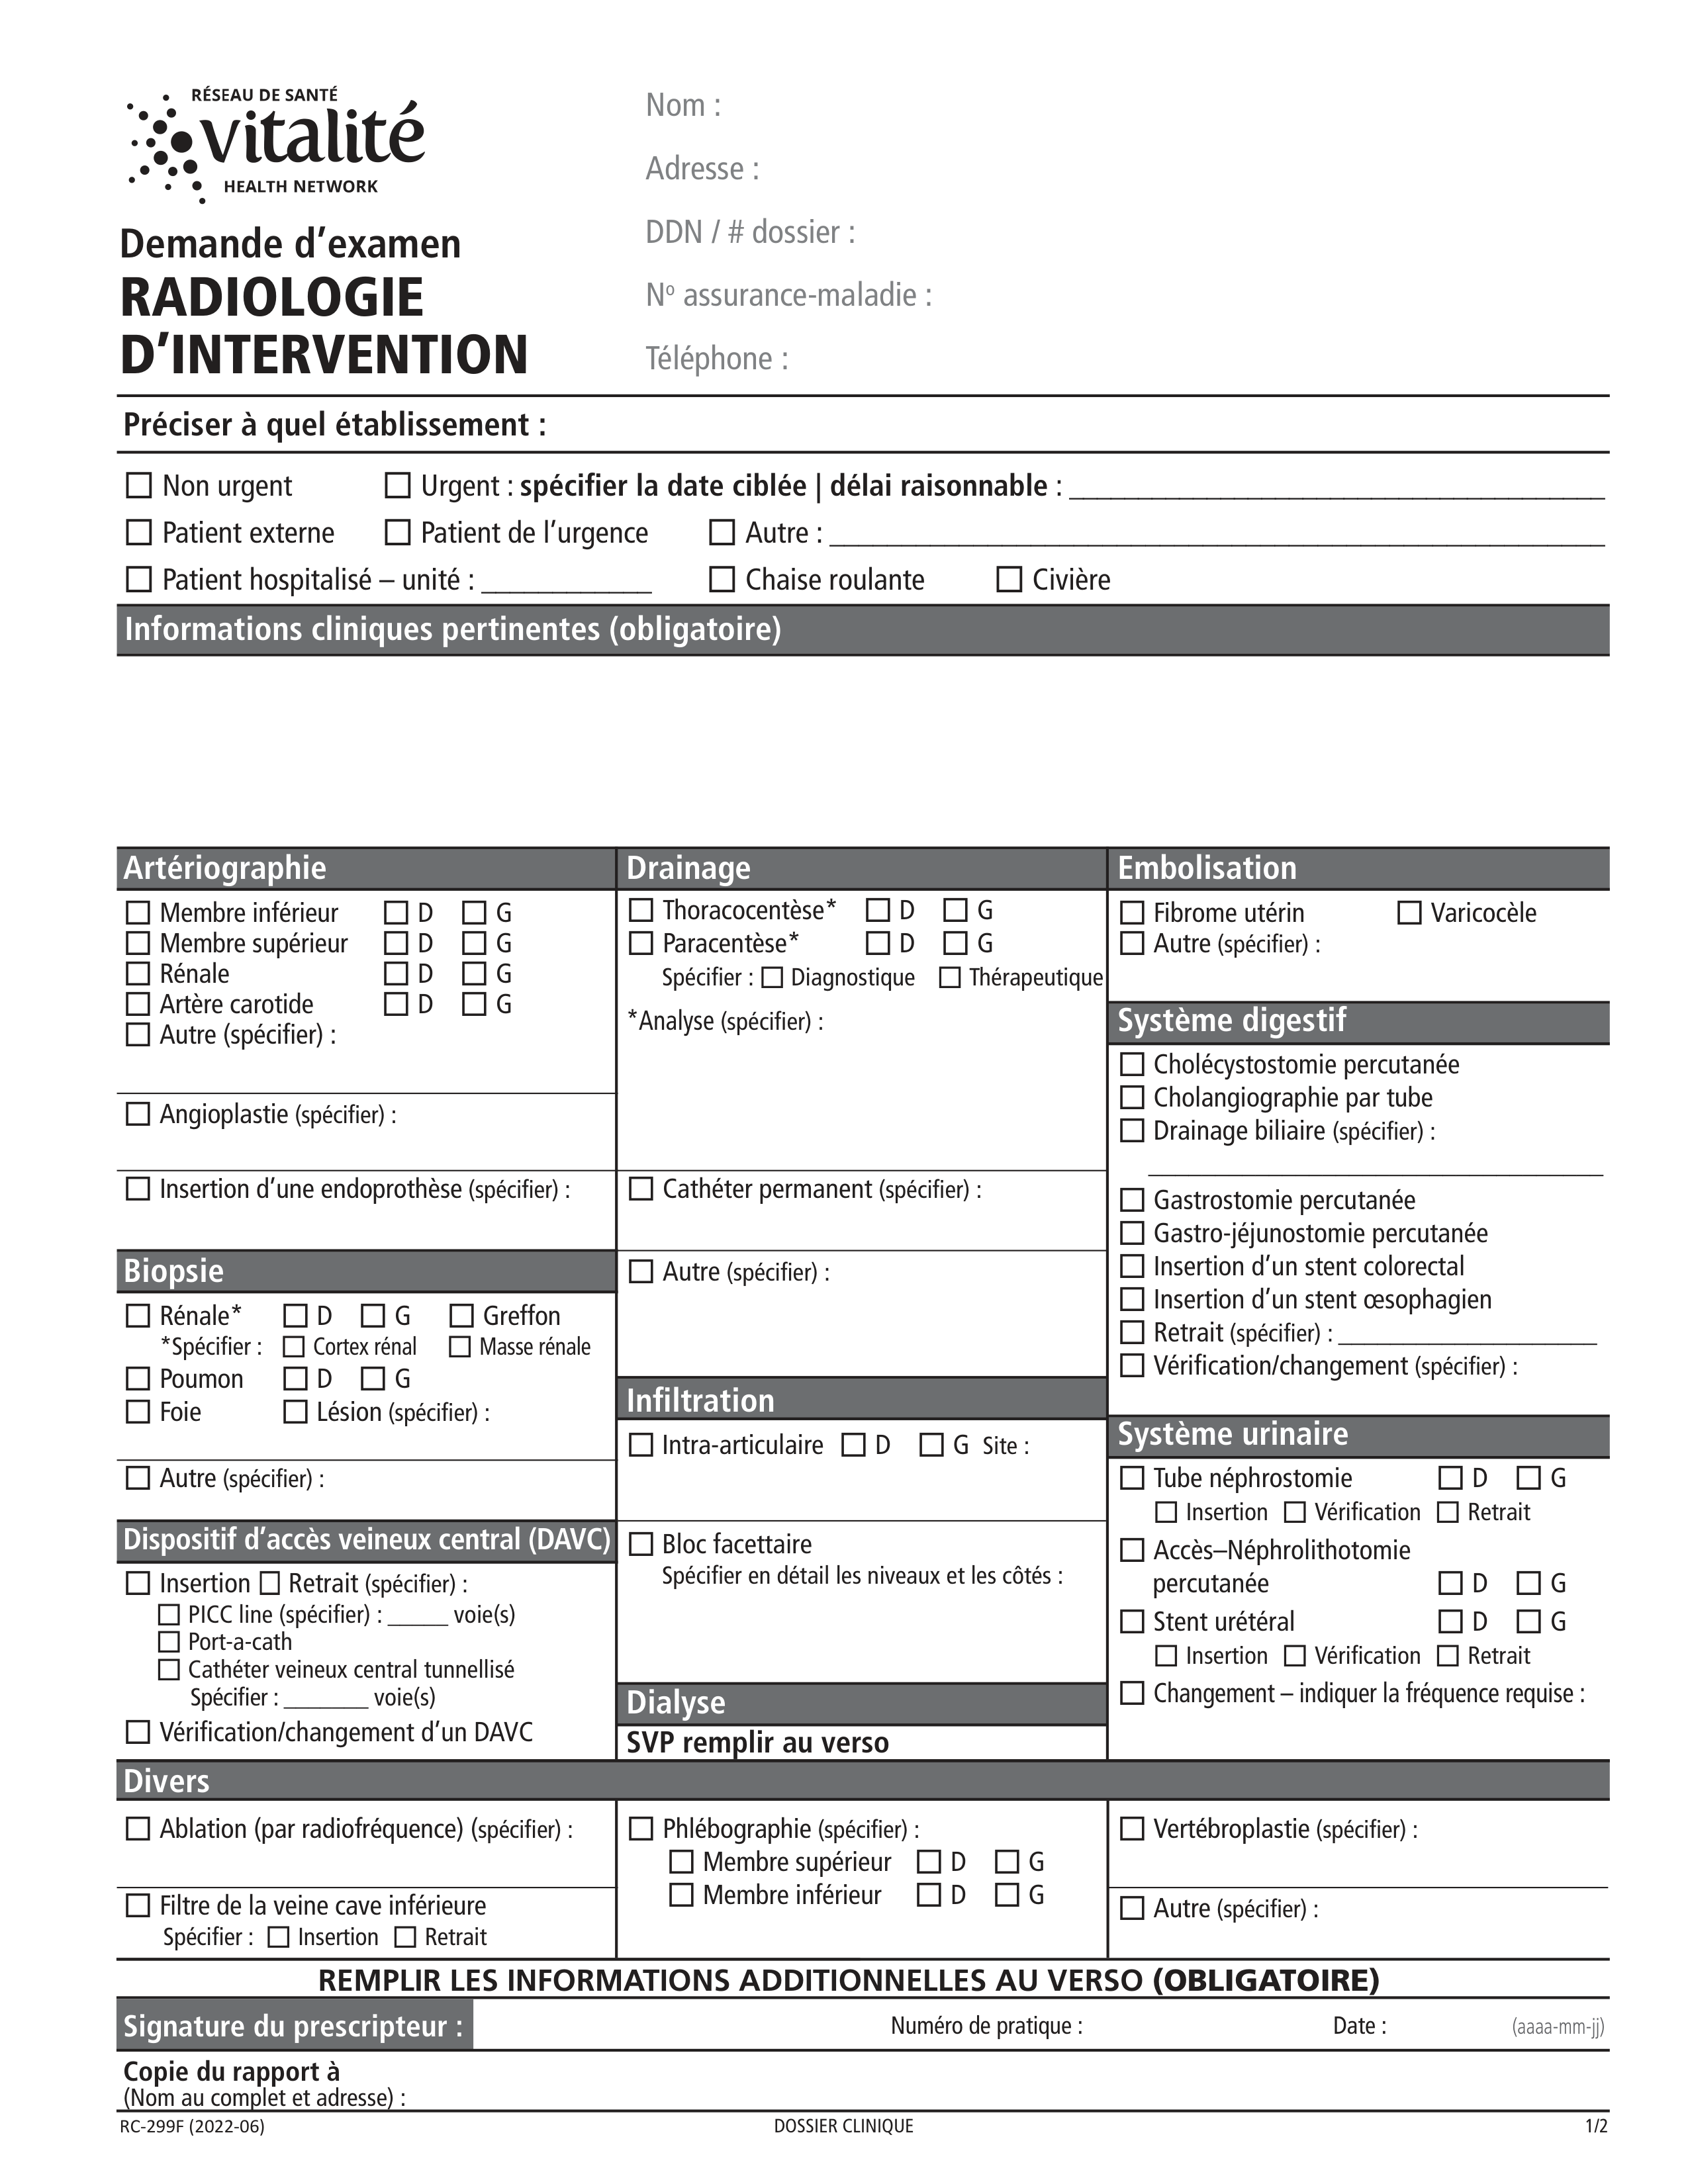 RÉSEAU DE SANTÉ
vitalité
HEALTH NETWORK
Demande d’examen
RADIOLOGIE
D’INTERVENTION
Nom :
Adresse :
DDN / # dossier :
Nº assurance-maladie :
Téléphone :
Préciser à quel établissement :
☐ Non urgent ☐ Urgent : spécifier la date ciblée | délai raisonnable : ____________________
☐ Patient externe ☐ Patient de l’urgence ☐ Autre : ____________________
☐ Patient hospitalisé – unité : ____________ ☐ Chaise roulante ☐ Civière
Informations cliniques pertinentes (obligatoire)
Artériographie
☐ Membre inférieur ☐ D ☐ G
☐ Membre supérieur ☐ D ☐ G
☐ Rénale ☐ D ☐ G
☐ Artère carotide ☐ D ☐ G
☐ Autre (spécifier) :
☐ Angioplastie (spécifier) :
☐ Insertion d’une endoprothèse (spécifier) :
Biopsie
☐ Rénale* ☐ D ☐ G ☐ Greffon
*Spécifier : ☐ Cortex rénal ☐ Masse rénale
☐ Poumon ☐ D ☐ G
☐ Foie ☐ Lésion (spécifier) :
☐ Autre (spécifier) :
Dispositif d’accès veineux central (DAVC)
☐ Insertion ☐ Retrait (spécifier) :
☐ PICC line (spécifier) : _____ voie(s)
☐ Port-a-cath
☐ Cathéter veineux central tunnellisé
Spécifier : _______ voie(s)
☐ Vérification/changement d’un DAVC
Drainage
☐ Thoracocentèse* ☐ D ☐ G
☐ Paracentèse* ☐ D ☐ G
Spécifier : ☐ Diagnostique ☐ Thérapeutique
*Analyse (spécifier) :
☐ Cathéter permanent (spécifier) :
☐ Autre (spécifier) :
Infiltration
☐ Intra-articulaire ☐ D ☐ G Site :
☐ Bloc facettaire
Spécifier en détail les niveaux et les côtés :
Dialyse
SVP remplir au verso
Embolisation
☐ Fibrome utérin ☐ Varicocèle
☐ Autre (spécifier) :
Système digestif
☐ Cholécystostomie percutanée
☐ Cholangiographie par tube
☐ Drainage biliaire (spécifier) :
☐ Gastrostomie percutanée
☐ Gastro-jéjunostomie percutanée
☐ Insertion d’un stent colorectal
☐ Insertion d’un stent œsophagien
☐ Retrait (spécifier) : ____________________
☐ Vérification/changement (spécifier) :
Système urinaire
☐ Tube néphrostomie ☐ D ☐ G
☐ Insertion ☐ Vérification ☐ Retrait
☐ Accès–Néphrolithotomie
percutanée ☐ D ☐ G
☐ Stent urétéral ☐ D ☐ G
☐ Insertion ☐ Vérification ☐ Retrait
☐ Changement – indiquer la fréquence requise :
Divers
☐ Ablation (par radiofréquence) (spécifier) :
☐ Filtre de la veine cave inférieure
Spécifier : ☐ Insertion ☐ Retrait
☐ Phlébographie (spécifier) :
☐ Membre supérieur ☐ D ☐ G
☐ Membre inférieur ☐ D ☐ G
☐ Vertébroplastie (spécifier) :
☐ Autre (spécifier) :
REMPLIR LES INFORMATIONS ADDITIONNELLES AU VERSO (OBLIGATOIRE)
Signature du prescripteur : Numéro de pratique : Date : (aaaa-mm-jj)
Copie du rapport à
(Nom au complet et adresse) :
RC-299F (2022-06) DOSSIER CLINIQUE 1/2